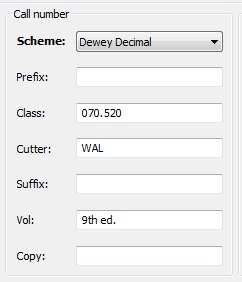 Call number
Scheme: Dewey Decimal
Prefix:
Class: 070.520
Cutter: WAL
Suffix:
Vol: 9th ed.
Copy: